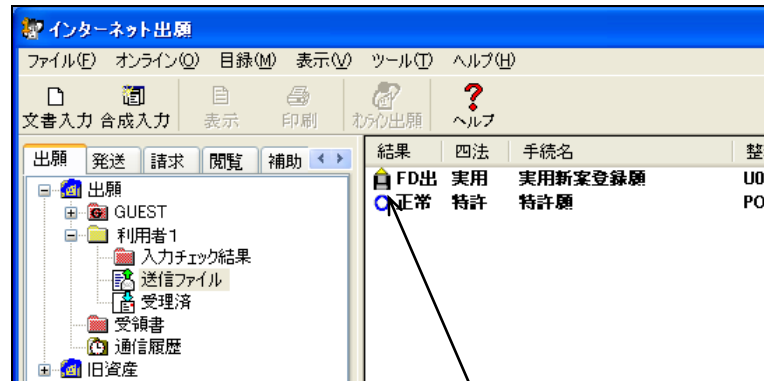 インターネット出願
ファイル(F) オンライン(O) 目録(M) 表示(V) ツール(T) ヘルプ(H)
文書入力 合成入力 表示 印刷 オンライン出願 ヘルプ
出願 発送 請求 閲覧 補助
結果 四法 手続名 整
FD出 実用 実用新案登録願 U0
正常 特許 特許願 PO
出願
GUEST
利用者1
入力チェック結果
送信ファイル
受理済
受領書
通信履歴
旧資産